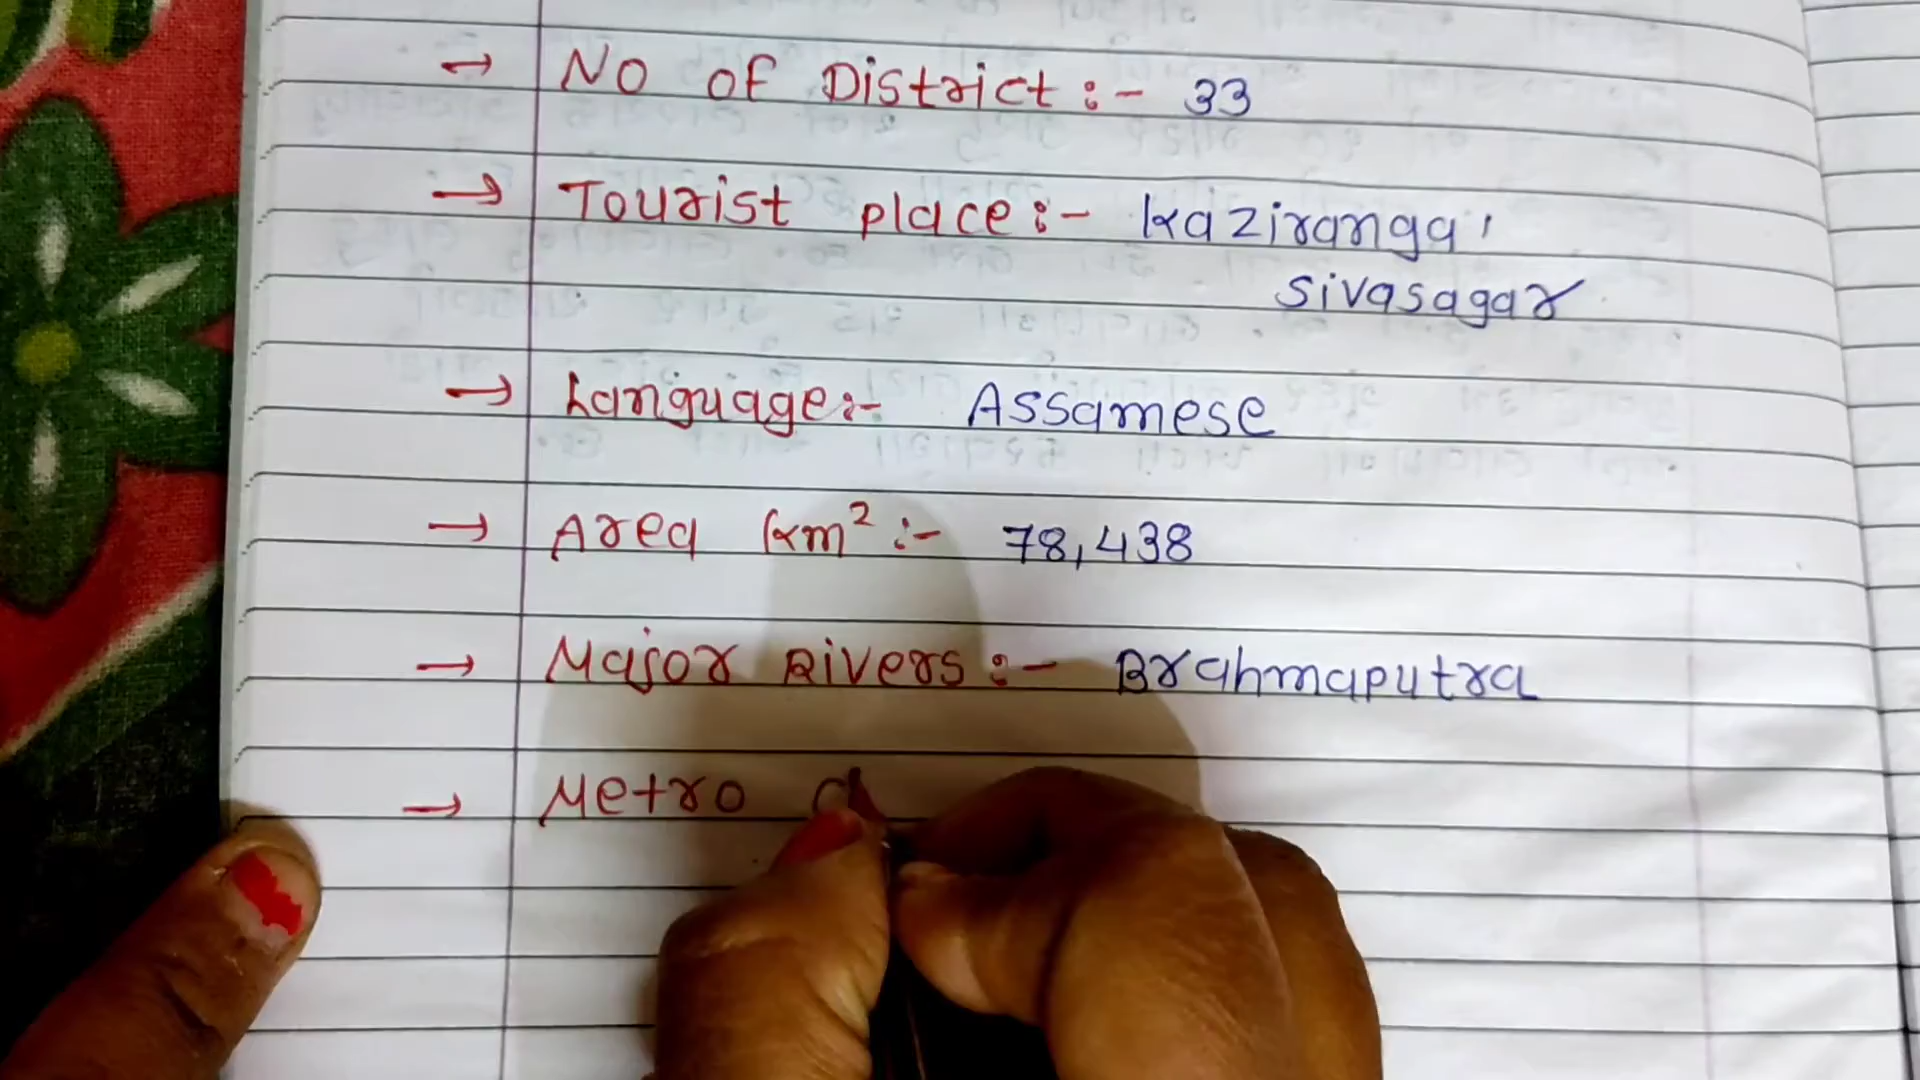 → No of District :- 33
→ Tourist place :- Kaziranga,
Sivasagar
→ Language :- Assamese
→ Area km² :- 78,438
→ Major Rivers :- Brahmaputra
→ Metro